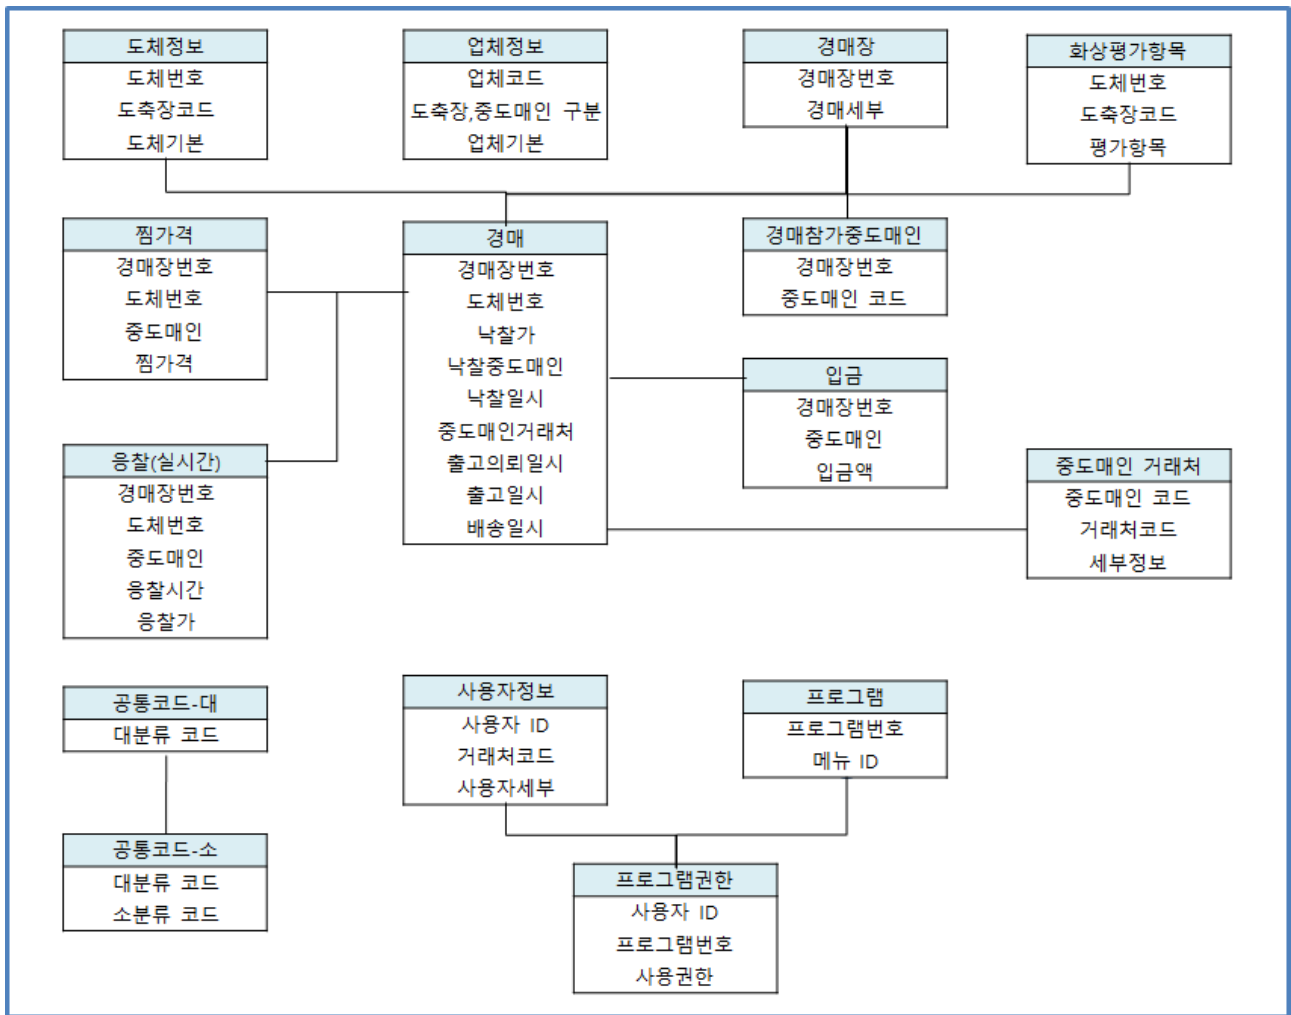 도체정보
도체번호
도축장코드
도체기본
업체정보
업체코드
도축장,중도매인 구분
업체기본
경매장
경매장번호
경매세부
화상평가항목
도체번호
도축장코드
평가항목
찜가격
경매장번호
도체번호
중도매인
찜가격
경매
경매장번호
도체번호
낙찰가
낙찰중도매인
낙찰일시
중도매인거래처
출고의뢰일시
출고일시
배송일시
경매참가중도매인
경매장번호
중도매인 코드
입금
경매장번호
중도매인
입금액
응찰(실시간)
경매장번호
도체번호
중도매인
응찰시간
응찰가
중도매인 거래처
중도매인 코드
거래처코드
세부정보
공통코드-대
대분류 코드
사용자정보
사용자 ID
거래처코드
사용자세부
프로그램
프로그램번호
메뉴 ID
공통코드-소
대분류 코드
소분류 코드
프로그램권한
사용자 ID
프로그램번호
사용권한